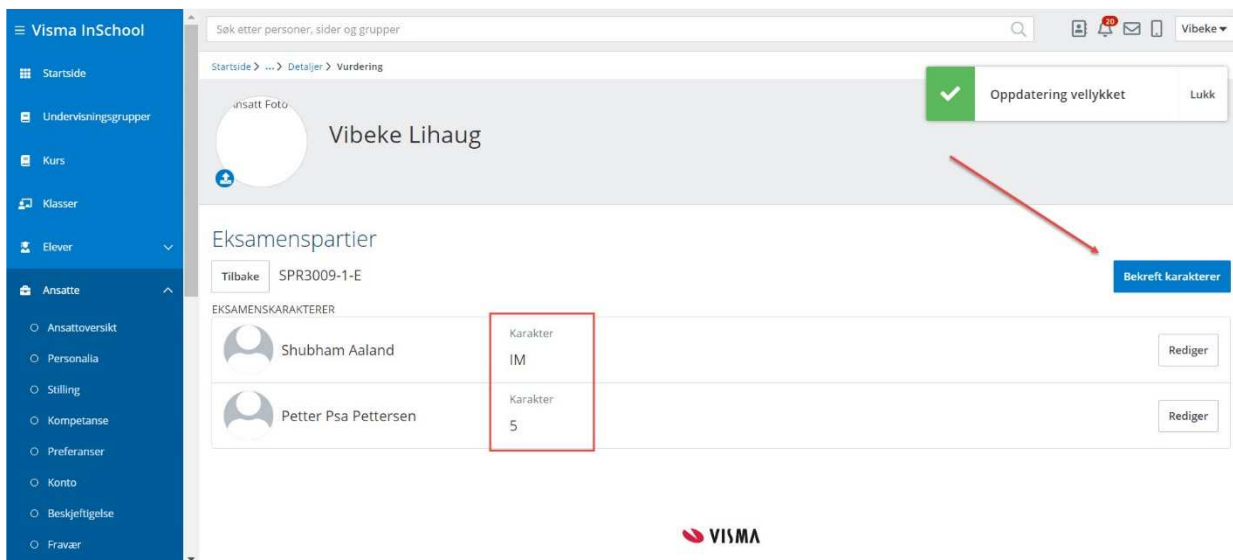 Visma InSchool
Søk etter personer, sider og grupper
20
Vibeke
Startside > ... > Detaljer > Vurdering
Startside
Undervisningsgrupper
Kurs
Klasser
Elever
Ansatte
Ansattoversikt
Personalia
Stilling
Kompetanse
Preferanser
Konto
Beskjeftigelse
Fravær
Oppdatering vellykket Lukk
nsatt Foto
Vibeke Lihaug
Eksamenspartier
Tilbake SPR3009-1-E
Bekreft karakterer
EKSAMENSKARAKTERER
Shubham Aaland
Karakter
IM
Rediger
Petter Psa Pettersen
Karakter
5
Rediger
VISMA